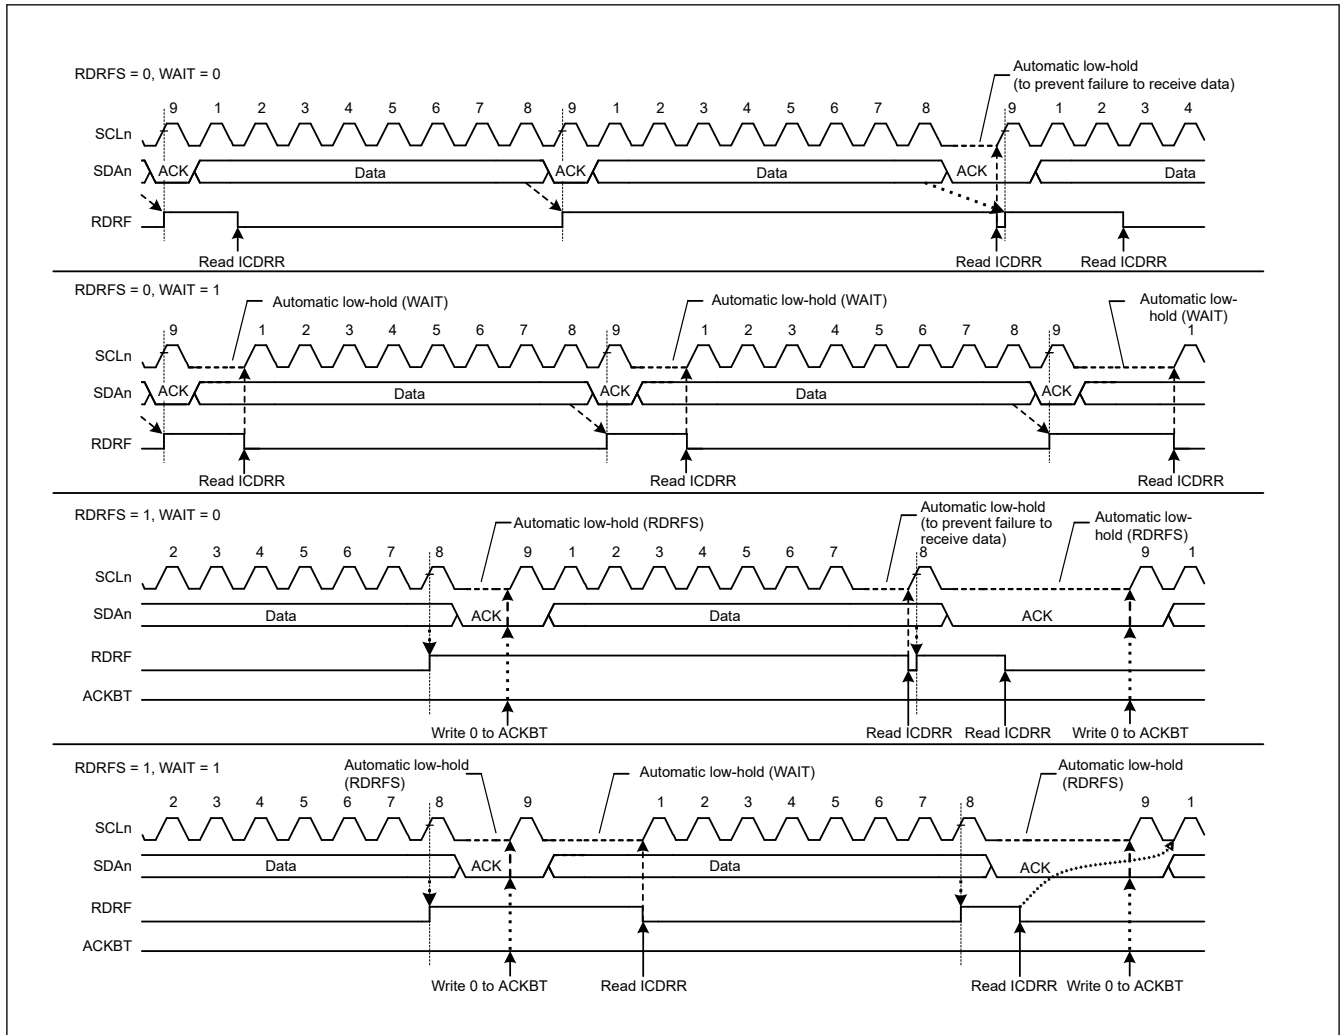 RDRFS = 0, WAIT = 0
Automatic low-hold
(to prevent failure to receive data)
9 1 2 3 4 5 6 7 8 9 1 2 3 4 5 6 7 8 9 1 2 3 4
SCLn
SDAn ACK Data ACK Data ACK Data
RDRF
Read ICDRR Read ICDRR Read ICDRR
RDRFS = 0, WAIT = 1
Automatic low-hold (WAIT) Automatic low-hold (WAIT) Automatic low-
hold (WAIT)
9 1 2 3 4 5 6 7 8 9 1 2 3 4 5 6 7 8 9 1
SCLn
SDAn ACK Data ACK Data ACK
RDRF
Read ICDRR Read ICDRR Read ICDRR
RDRFS = 1, WAIT = 0
Automatic low-hold (RDRFS) Automatic low-hold
(to prevent failure to
receive data)
Automatic low-
hold (RDRFS)
2 3 4 5 6 7 8 9 1 2 3 4 5 6 7 8 9 1
SCLn
SDAn Data ACK Data ACK
RDRF
ACKBT
Write 0 to ACKBT Read ICDRR Read ICDRR Write 0 to ACKBT
RDRFS = 1, WAIT = 1
Automatic low-hold
(RDRFS)
Automatic low-hold (WAIT)
Automatic low-hold
(RDRFS)
2 3 4 5 6 7 8 9 1 2 3 4 5 6 7 8 9 1
SCLn
SDAn Data ACK Data ACK
RDRF
ACKBT
Write 0 to ACKBT Read ICDRR Read ICDRR Write 0 to ACKBT